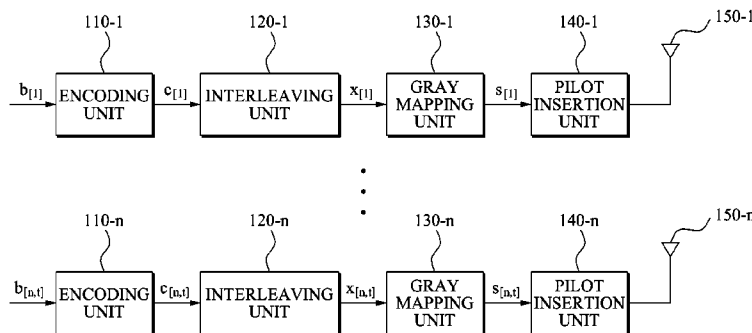 110-1 120-1 130-1 140-1 150-1
b[1] ENCODING UNIT c[1] INTERLEAVING UNIT x[1] GRAY MAPPING UNIT s[1] PILOT INSERTION UNIT
110-n 120-n 130-n 140-n 150-n
b[n,t] ENCODING UNIT c[n,t] INTERLEAVING UNIT x[n,t] GRAY MAPPING UNIT s[n,t] PILOT INSERTION UNIT